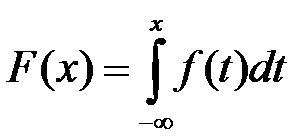 F(x) = ∫_{-∞}^{x} f(t)dt